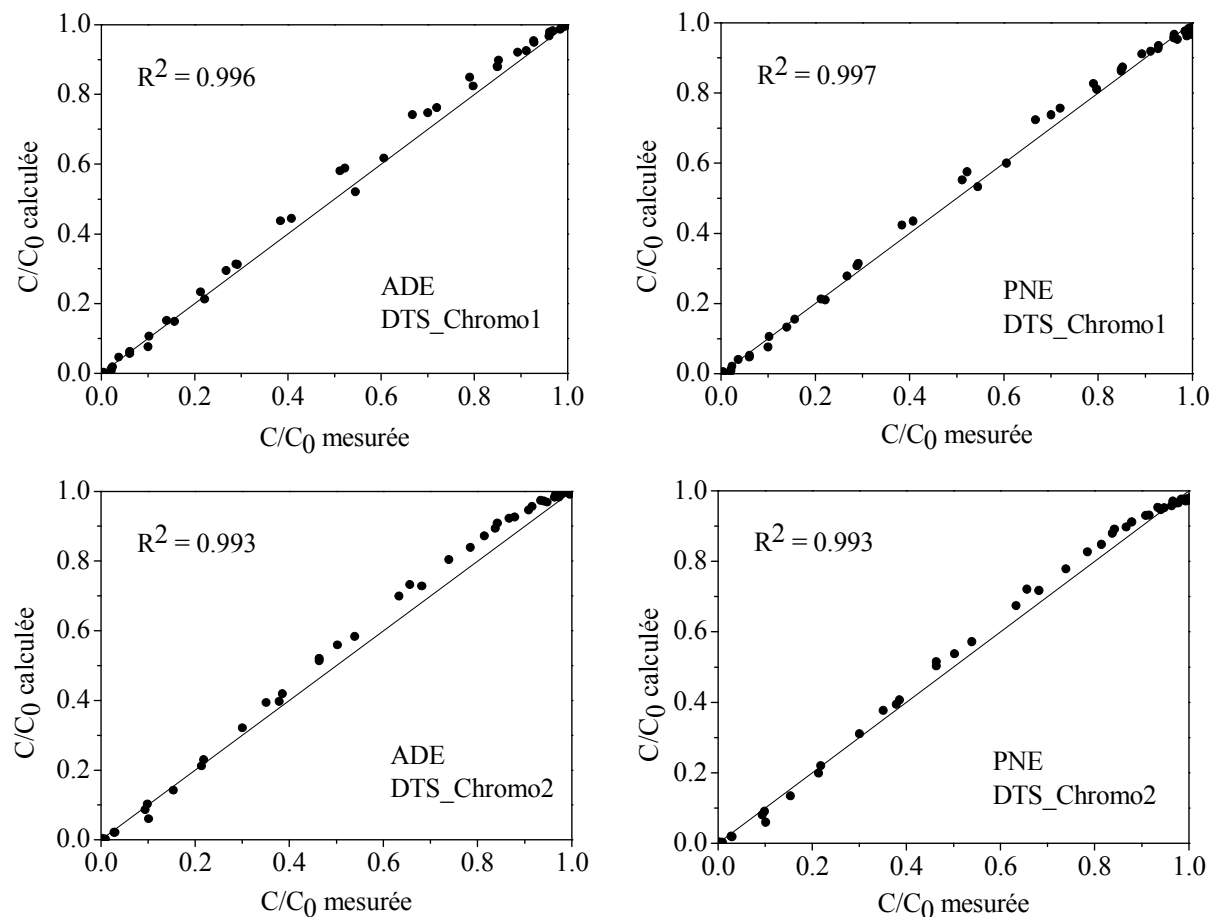 1.0
0.8
0.6
0.4
0.2
0.0
C/C0 calculée
R2 = 0.996
ADE
DTS_Chromo1
0.0 0.2 0.4 0.6 0.8 1.0
C/C0 mesurée
1.0
0.8
0.6
0.4
0.2
0.0
C/C0 calculée
R2 = 0.997
PNE
DTS_Chromo1
0.0 0.2 0.4 0.6 0.8 1.0
C/C0 mesurée
1.0
0.8
0.6
0.4
0.2
0.0
C/C0 calculée
R2 = 0.993
ADE
DTS_Chromo2
0.0 0.2 0.4 0.6 0.8 1.0
C/C0 mesurée
1.0
0.8
0.6
0.4
0.2
0.0
C/C0 calculée
R2 = 0.993
PNE
DTS_Chromo2
0.0 0.2 0.4 0.6 0.8 1.0
C/C0 mesurée